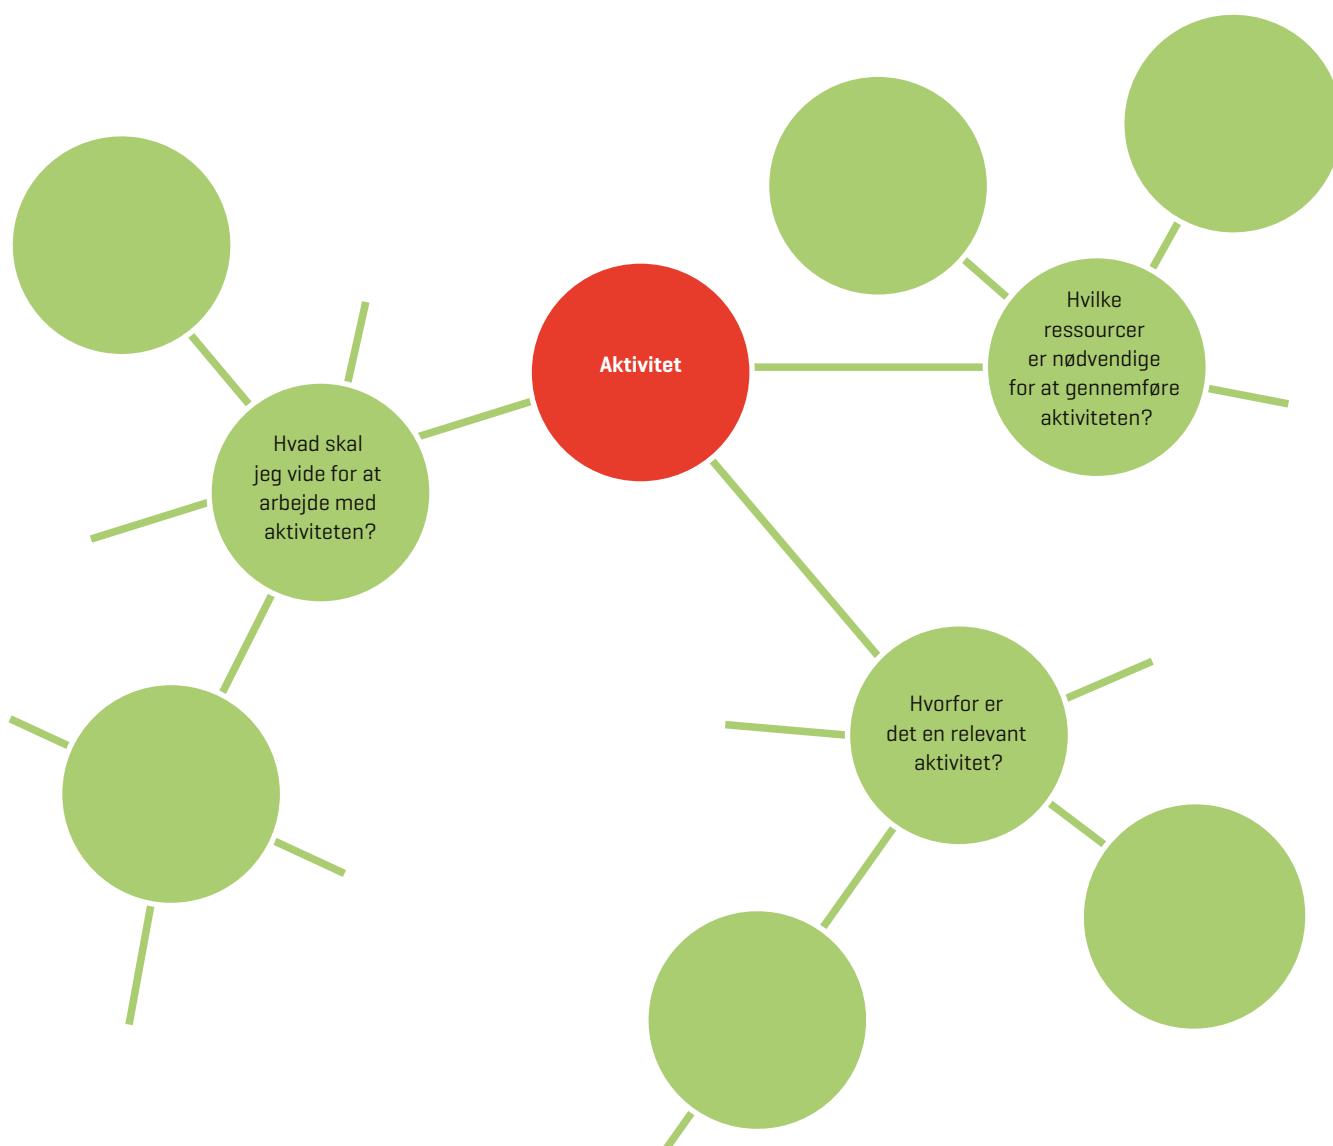 Aktivitet
Hvilke
ressourcer
er nødvendige
for at gennemføre
aktiviteten?
Hvad skal
jeg vide for at
arbejde med
aktiviteten?
Hvorfor er
det en relevant
aktivitet?